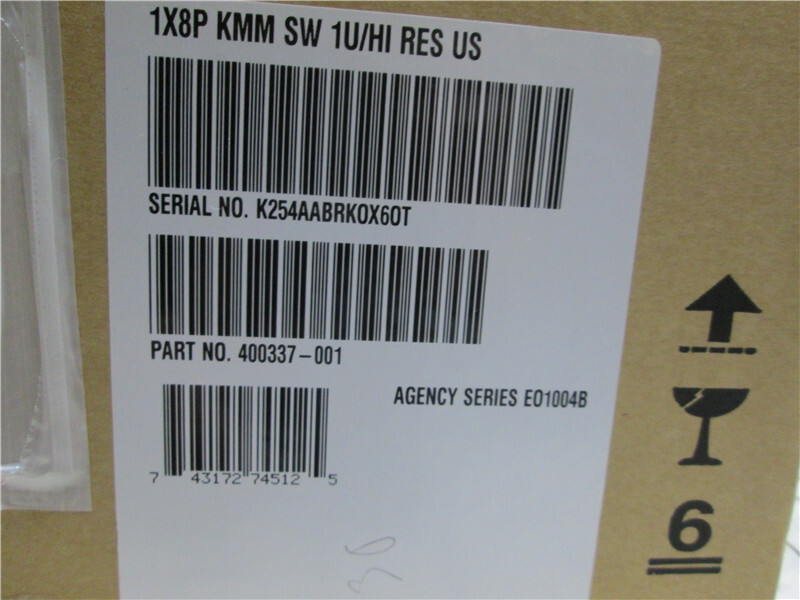 1X8P KMM SW 1U/HI RES US
SERIAL NO. K254AABRK0X60T
PART NO. 400337-001
AGENCY SERIES EO1004B
7 43172 74512 5
6